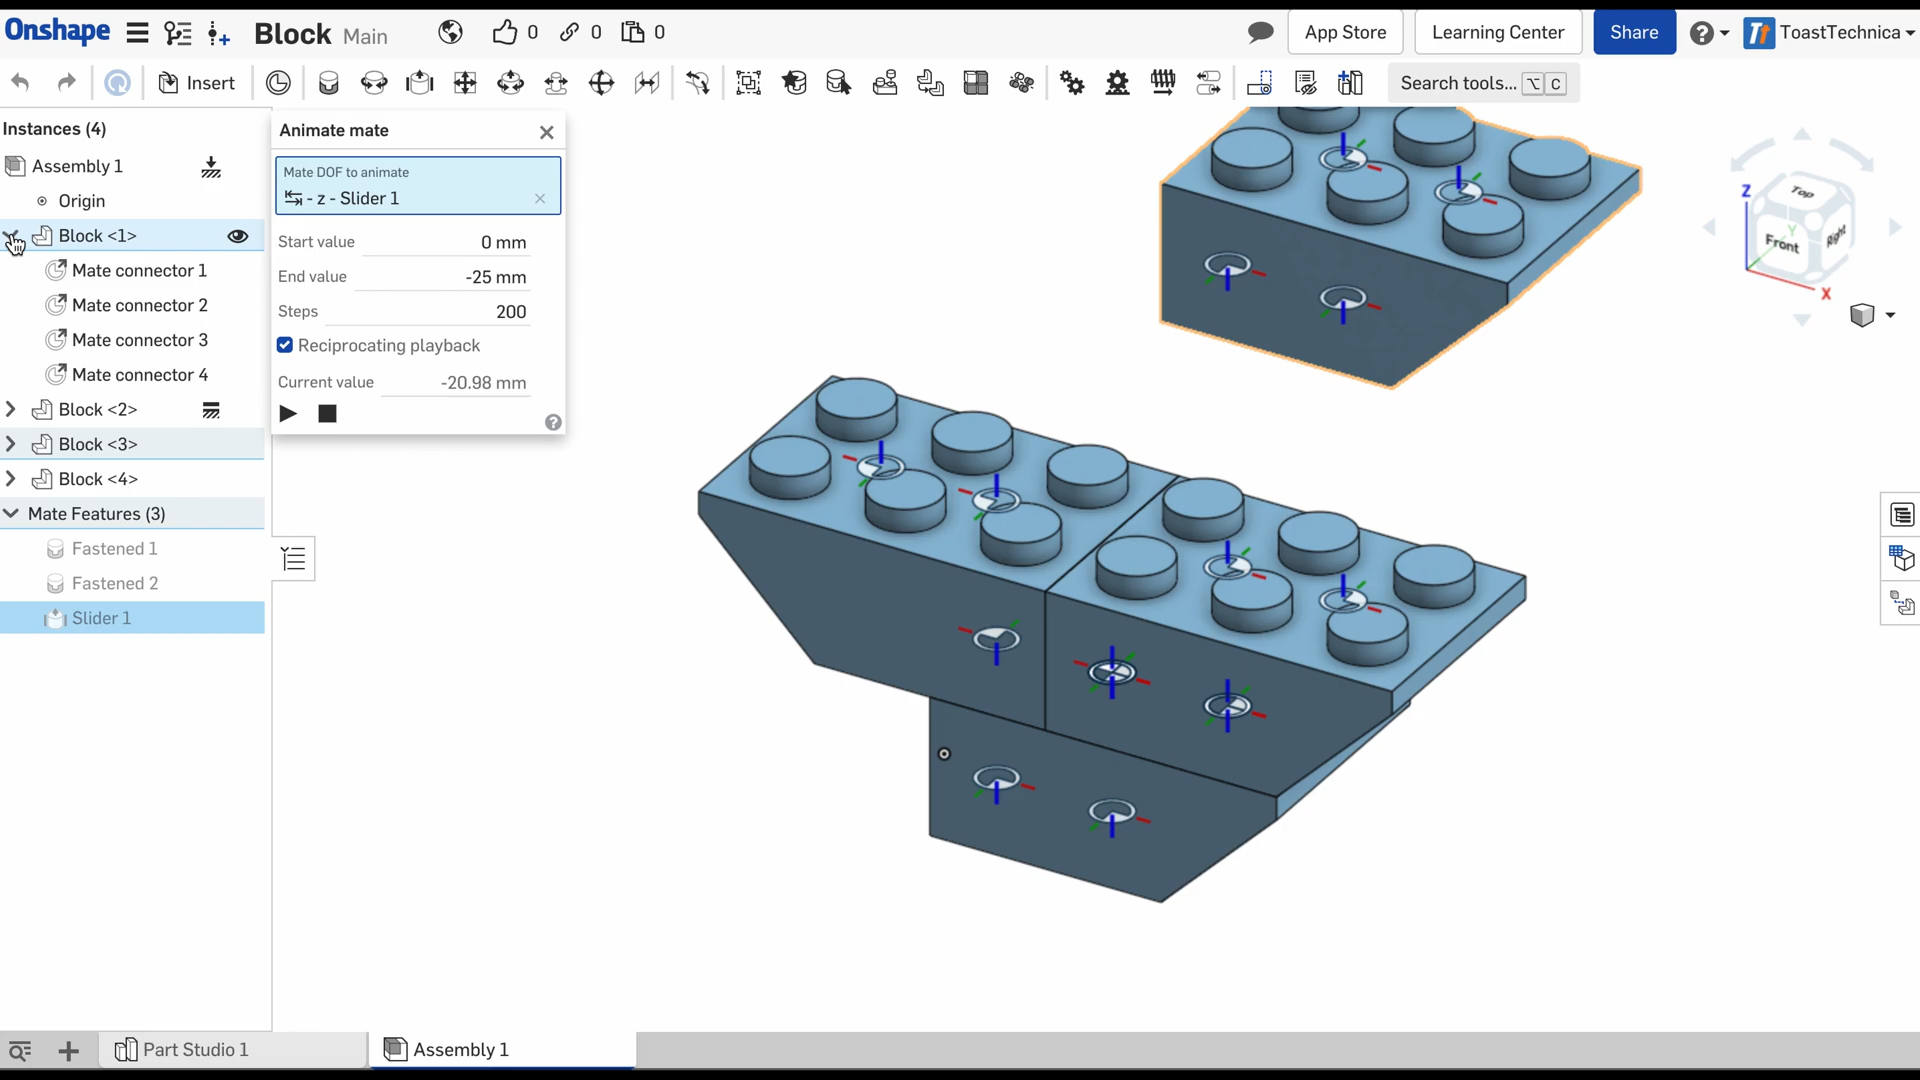 Onshape
Block Main
0
0
0
App Store
Learning Center
Share
ToastTechnica
Insert
Search tools... ⌥ C
Instances (4)
Assembly 1
Origin
Block <1>
Mate connector 1
Mate connector 2
Mate connector 3
Mate connector 4
Block <2>
Block <3>
Block <4>
Mate Features (3)
Fastened 1
Fastened 2
Slider 1
Animate mate
Mate DOF to animate
- z - Slider 1
Start value 0 mm
End value -25 mm
Steps 200
Reciprocating playback
Current value -20.98 mm
Top
Front
Right
Z
Y
X
Part Studio 1
Assembly 1